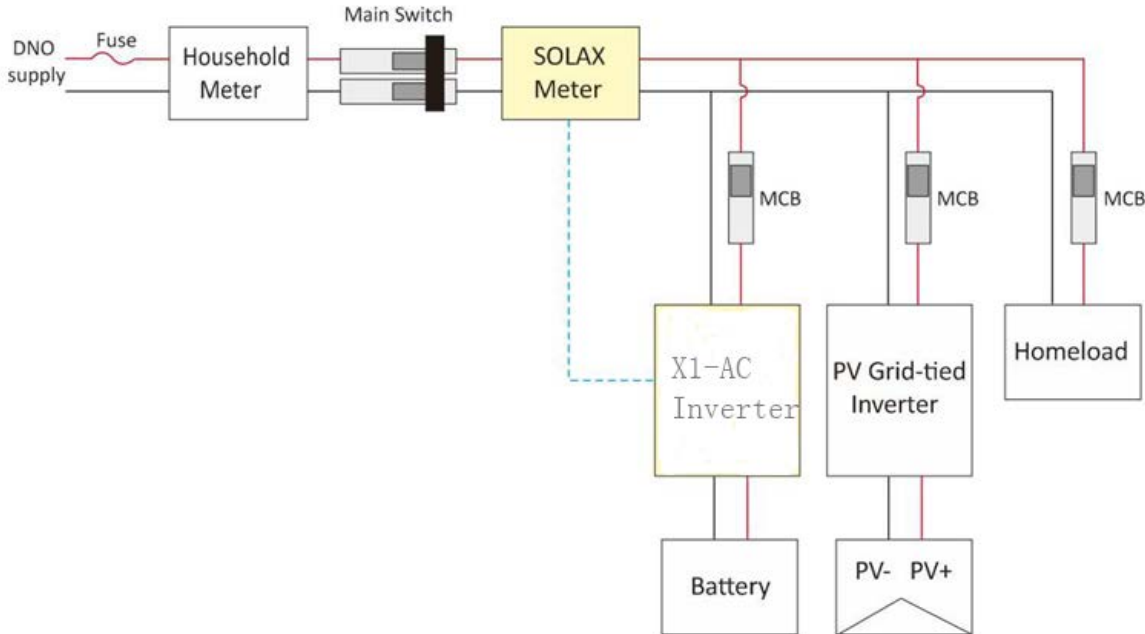 Main Switch
DNO
supply
Fuse
Household
Meter
SOLAX
Meter
MCB
MCB
MCB
X1-AC
Inverter
PV Grid-tied
Inverter
Homeload
Battery
PV- PV+